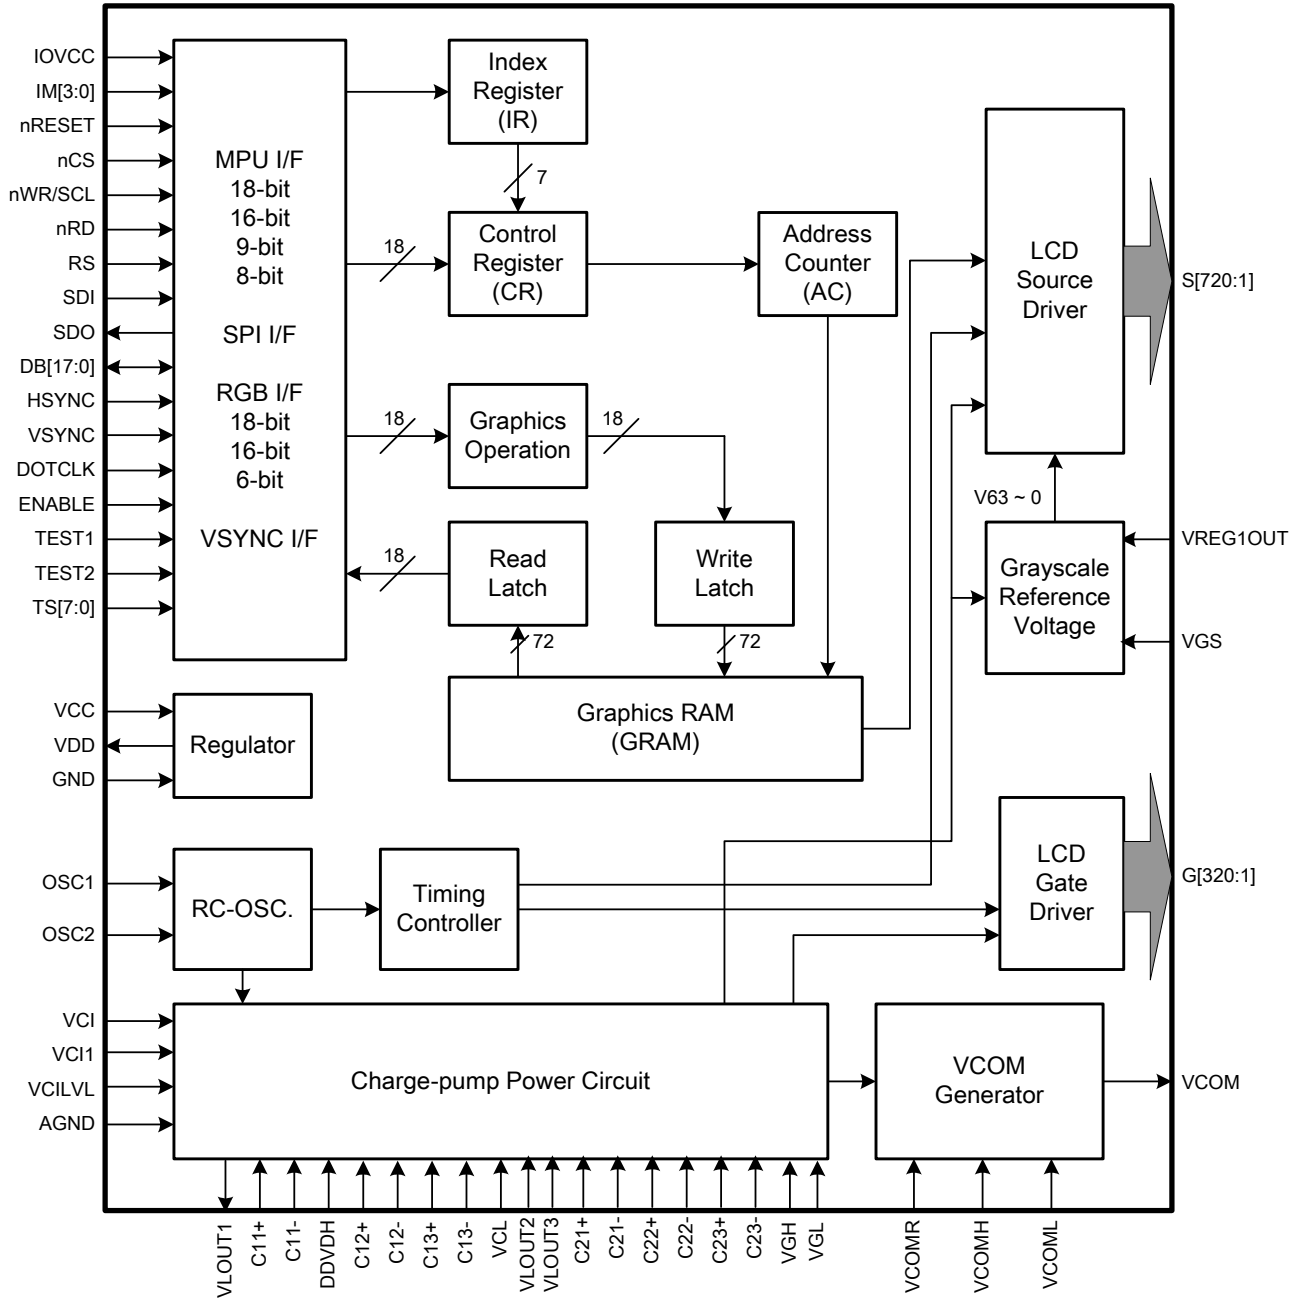 IOVCC
IM[3:0]
nRESET
nCS
nWR/SCL
nRD
RS
SDI
SDO
DB[17:0]
HSYNC
VSYNC
DOTCLK
ENABLE
TEST1
TEST2
TS[7:0]
MPU I/F
18-bit
16-bit
9-bit
8-bit
SPI I/F
RGB I/F
18-bit
16-bit
6-bit
VSYNC I/F
Index
Register
(IR)
7
18
Control
Register
(CR)
Address
Counter
(AC)
18
Graphics
Operation
18
18
Read
Latch
Write
Latch
72
72
Graphics RAM
(GRAM)
LCD
Source
Driver
S[720:1]
V63 ~ 0
Grayscale
Reference
Voltage
VREG1OUT
VGS
VCC
VDD
GND
Regulator
OSC1
OSC2
RC-OSC.
Timing
Controller
LCD
Gate
Driver
G[320:1]
VCI
VCI1
VCILVL
AGND
Charge-pump Power Circuit
VCOM
Generator
VCOM
VLOUT1
C11+
C11-
DDVDH
C12+
C12-
C13+
C13-
VCL
VLOUT2
VLOUT3
C21+
C21-
C22+
C22-
C23+
C23-
VGH
VGL
VCOMR
VCOMH
VCOML